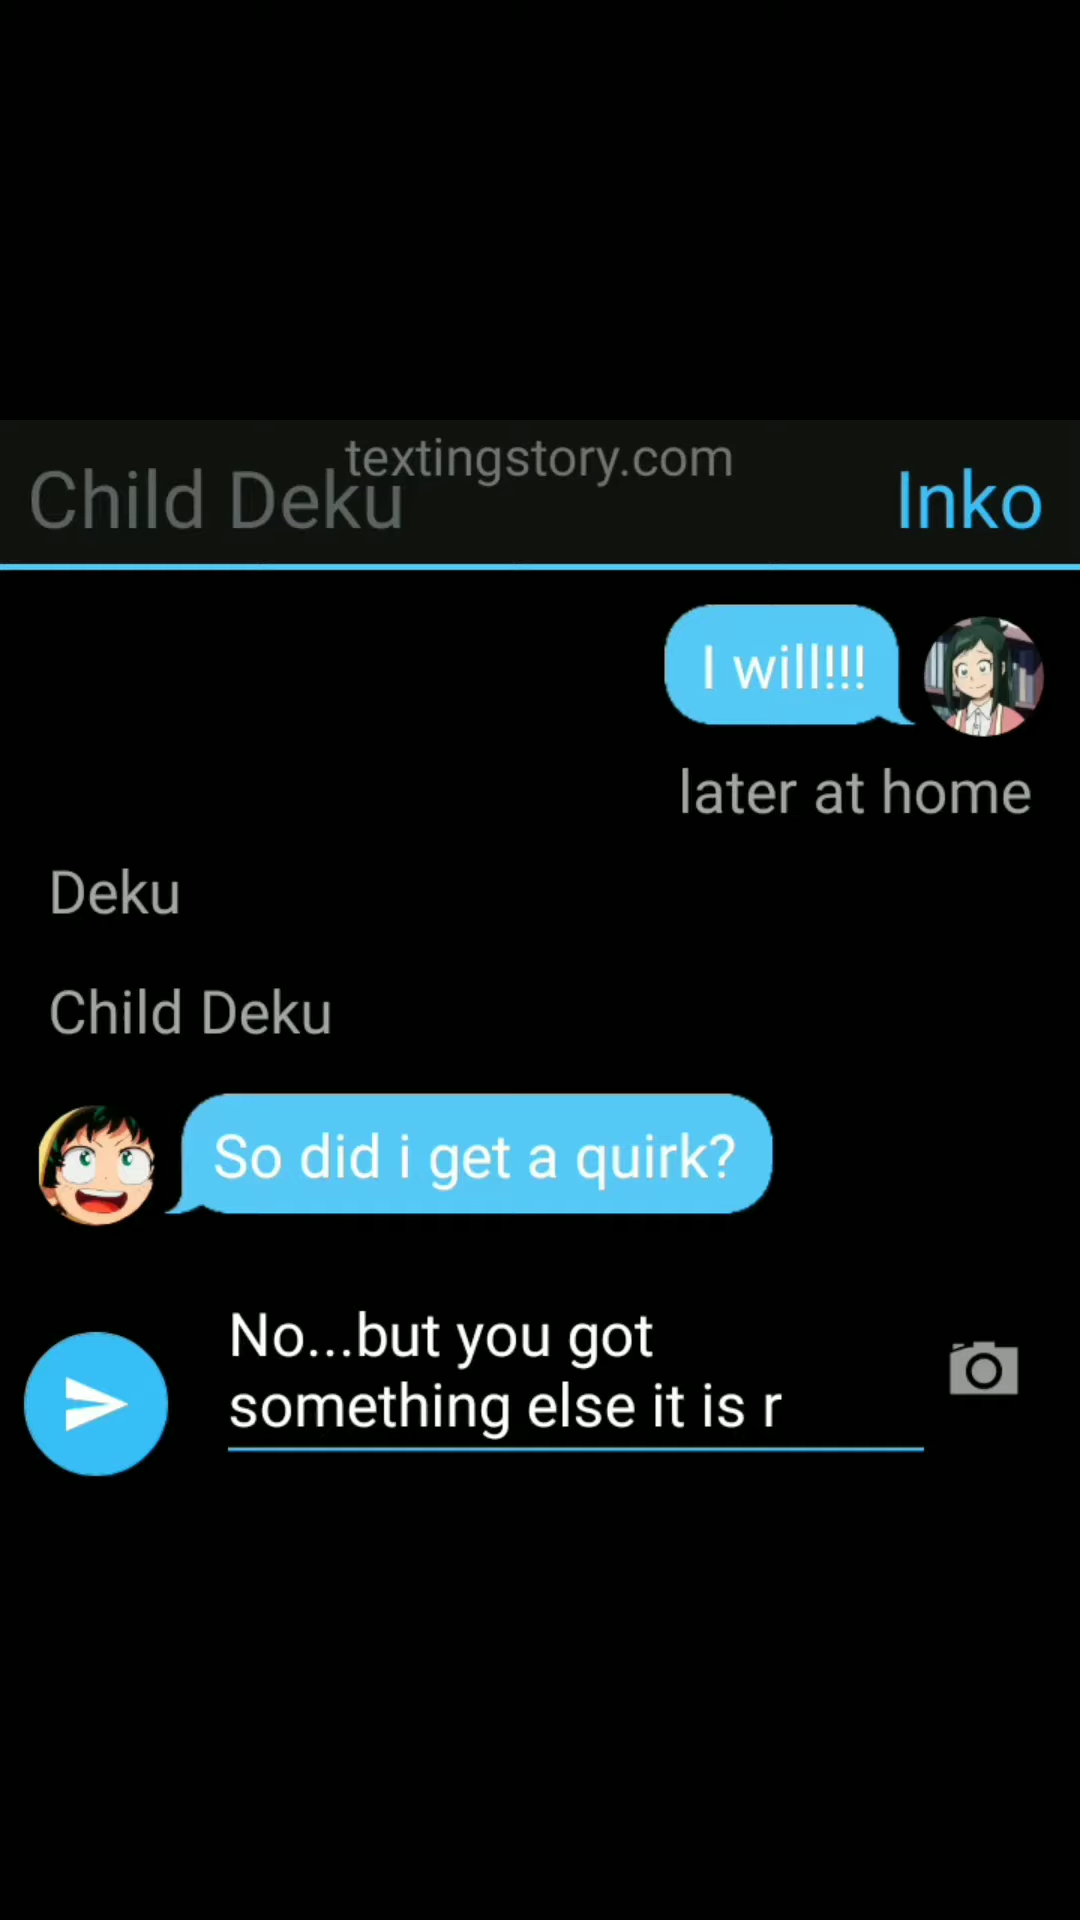 textingstory.com
Child Deku
Inko
I will!!!
later at home
Deku
Child Deku
So did i get a quirk?
No...but you got
something else it is r